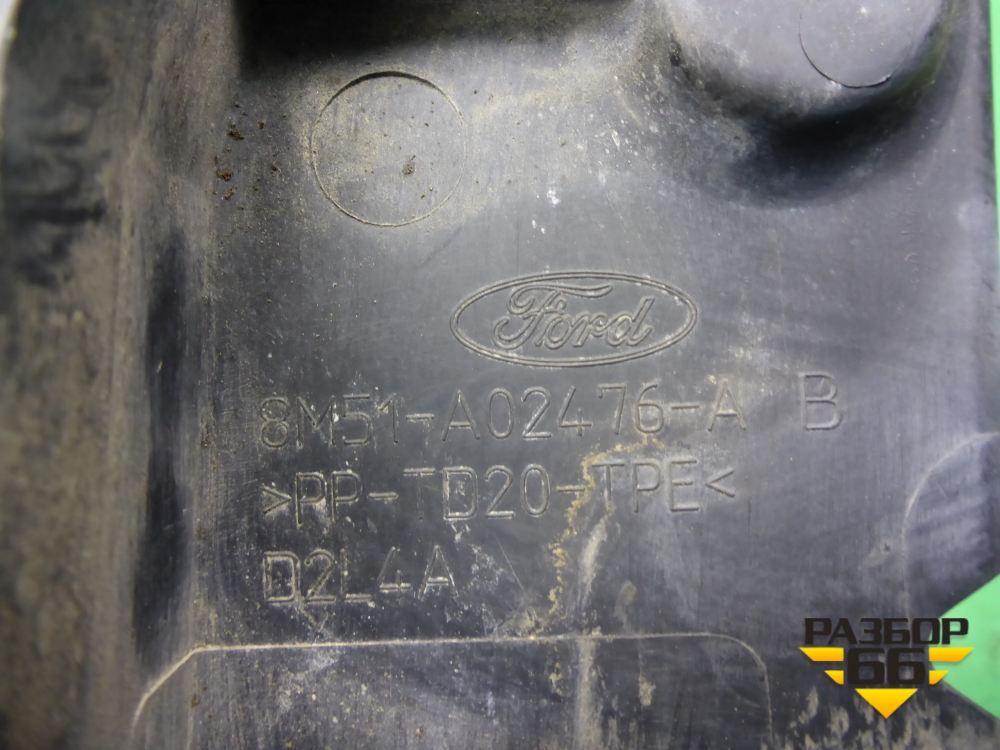 Ford
8M51-A02476-A B
>PP-TD20-TPE<
D2L4A
РАЗБОР
66